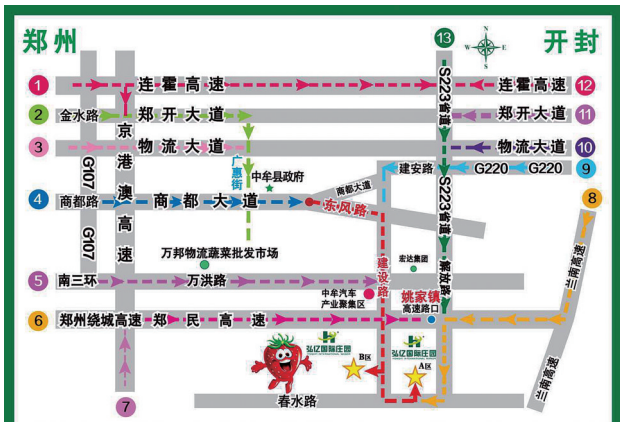 郑州
开封
13
N
W
E
S
1
连霍高速
连霍高速
12
2
金水路
郑开大道
S223省道
郑开大道
11
3
物流大道
物流大道
10
京港澳高速
广惠街
G107
中牟县政府
建安路
G220
G220
9
商都大道
4
商都路
商都大道
东风路
S223省道
8
G107
万邦物流蔬菜批发市场
建设路
宏达集团
解放路
兰南高速
5
南三环
万洪路
中牟汽车
产业聚集区
姚家镇
高速路口
6
郑州绕城高速
郑民高速
弘亿国际庄园
弘亿国际庄园
B区
A区
兰南高速
7
春水路